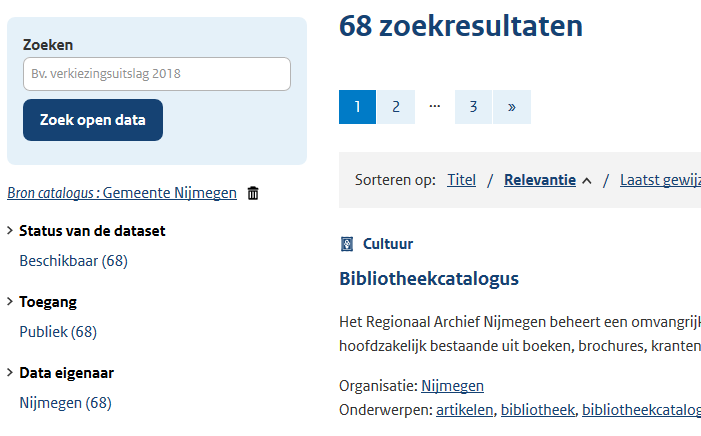 Zoeken
Bv. verkiezingsuitslag 2018
Zoek open data
Bron catalogus : Gemeente Nijmegen
Status van de dataset
Beschikbaar (68)
Toegang
Publiek (68)
Data eigenaar
Nijmegen (68)
68 zoekresultaten
1 2 ... 3 »
Sorteren op: Titel / Relevantie / Laatst gewijz
Cultuur
Bibliotheekcatalogus
Het Regionaal Archief Nijmegen beheert een omvangrijk
hoofdzakelijk bestaande uit boeken, brochures, kranten
Organisatie: Nijmegen
Onderwerpen: artikelen, bibliotheek, bibliotheekcatalog